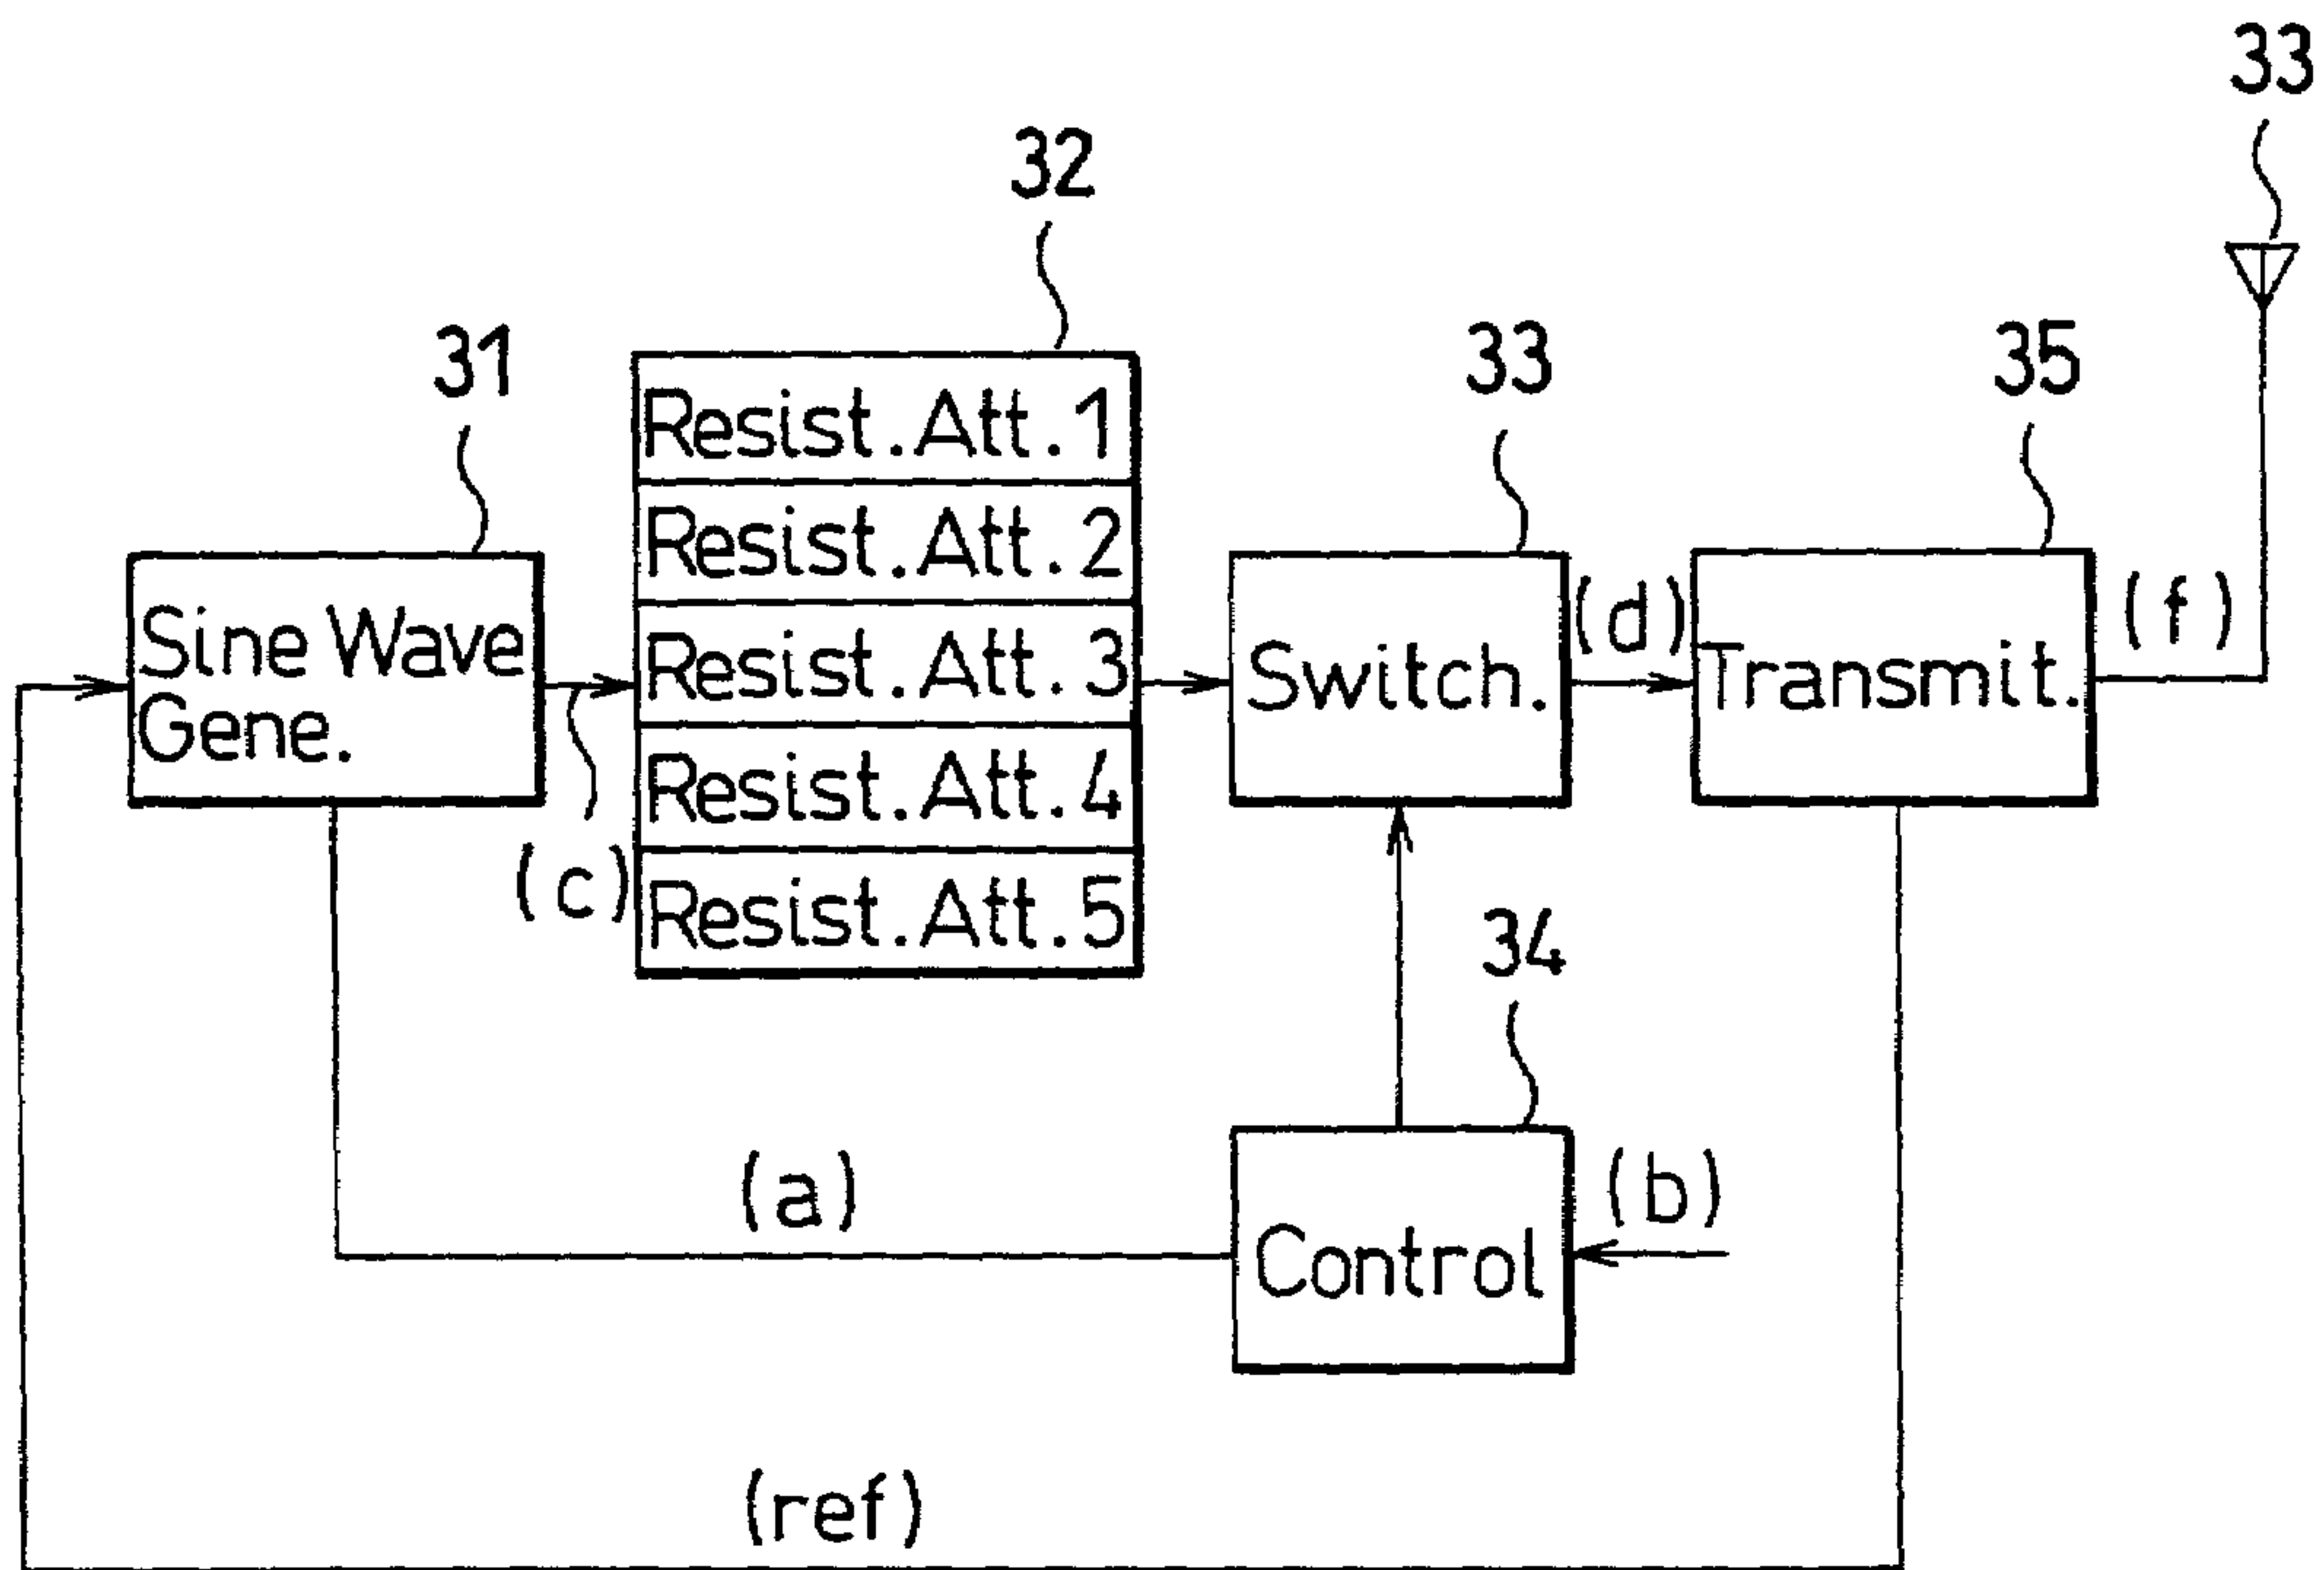 33
32
31
33
35
Resist.Att.1
Resist.Att.2
Resist.Att.3
Resist.Att.4
Resist.Att.5
Sine Wave
Gene.
(c)
Switch.
(d)
Transmit.
(f)
34
(a)
Control
(b)
(ref)